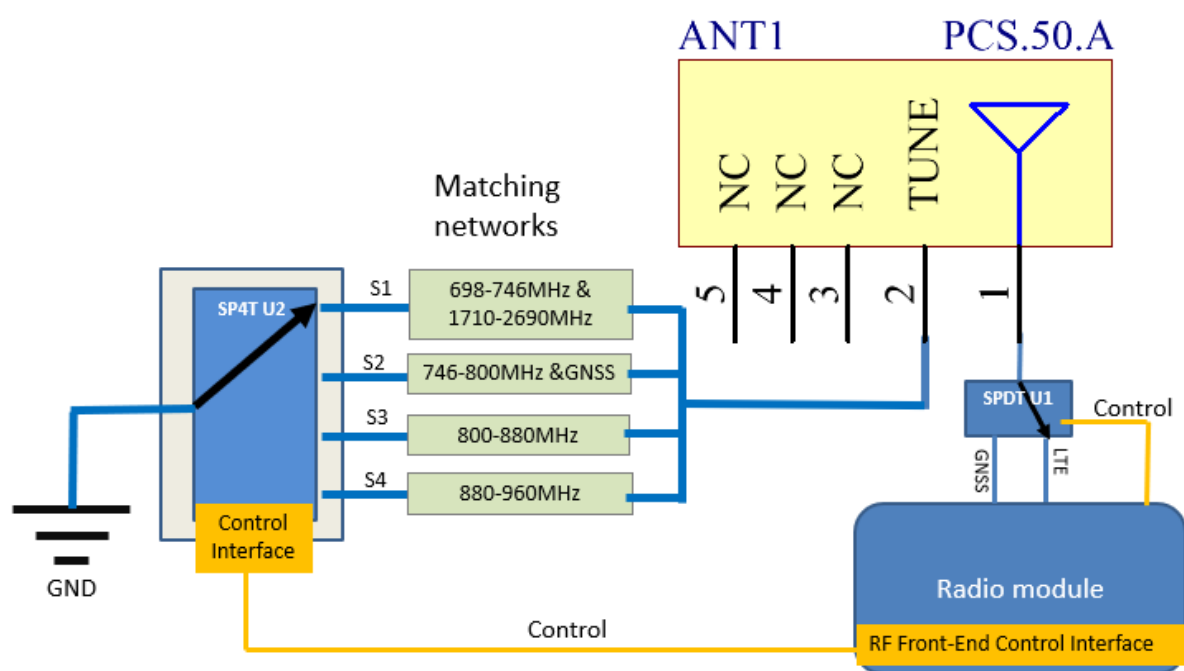 ANT1
PCS.50.A
NC
NC
NC
TUNE
5
4
3
2
1
Matching
networks
SP4T U2
S1
698-746MHz &
1710-2690MHz
S2
746-800MHz &GNSS
S3
800-880MHz
S4
880-960MHz
SPDT U1
Control
GNSS
LTE
Control
Interface
GND
Radio module
Control
RF Front-End Control Interface